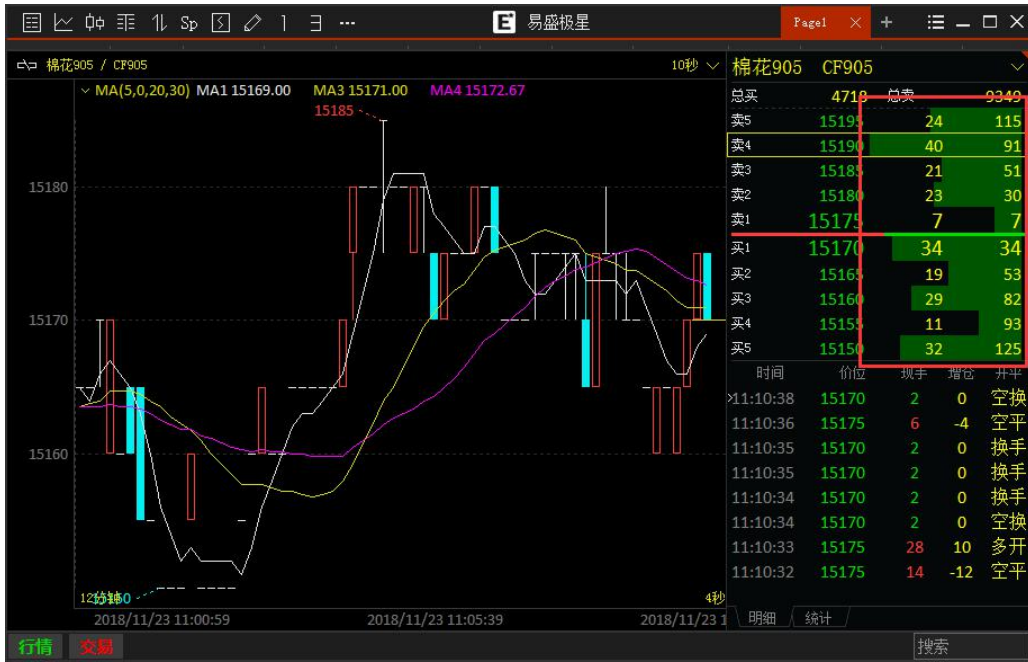 Sp
E 易盛极星
Page1
棉花905 / CF905
10秒
MA(5,0,20,30) MA1 15169.00 MA3 15171.00 MA4 15172.67
15185
15180
15170
15160
2018/11/23 11:00:59
2018/11/23 11:05:39
2018/11/23 1
4秒
棉花905 CF905
总买 4718 总卖 9349
卖5 15195 24 115
卖4 15190 40 91
卖3 15185 21 51
卖2 15180 23 30
卖1 15175 7 7
买1 15170 34 34
买2 15165 19 53
买3 15160 29 82
买4 15155 11 93
买5 15150 32 125
时间 价位 现手 增仓 开平
11:10:38 15170 2 0 空换
11:10:36 15175 6 -4 空平
11:10:35 15170 2 0 换手
11:10:35 15170 2 0 换手
11:10:34 15170 2 0 换手
11:10:34 15170 2 0 空换
11:10:33 15175 28 10 多开
11:10:32 15175 14 -12 空平
明细 统计
行情 交易
搜索